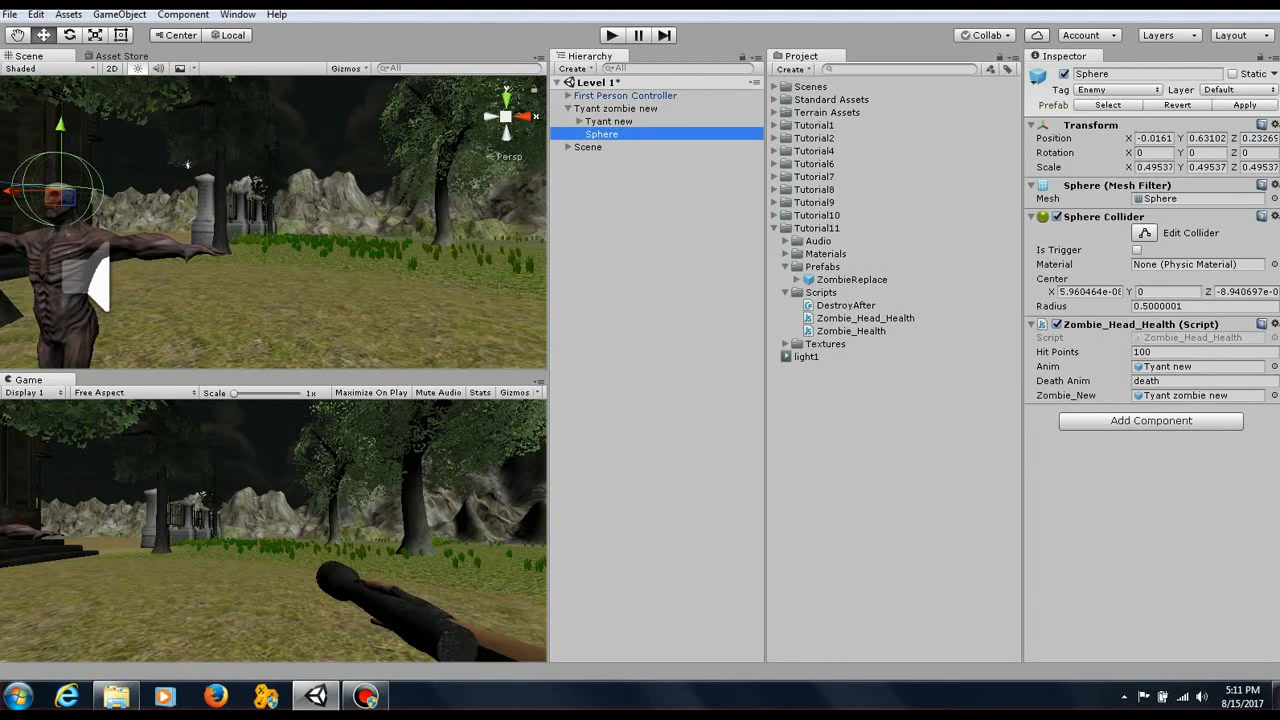 File Edit Assets GameObject Component Window Help
Center Local Collab Account Layers Layout
Scene Asset Store
Shaded 2D Gizmos All
y
x
Persp
Game
Display 1 Free Aspect Scale 1x Maximize On Play Mute Audio Stats Gizmos
Hierarchy
Create All
Level 1*
First Person Controller
Tyant zombie new
Tyant new
Sphere
Scene
Project
Create
Scenes
Standard Assets
Terrain Assets
Tutorial1
Tutorial2
Tutorial4
Tutorial6
Tutorial7
Tutorial8
Tutorial9
Tutorial10
Tutorial11
Audio
Materials
Prefabs
ZombieReplace
Scripts
DestroyAfter
Zombie_Head_Health
Zombie_Health
Textures
light1
Inspector
Sphere Static
Tag Enemy Layer Default
Prefab Select Revert Apply
Transform
Position X -0.0161 Y 0.63102 Z 0.23269
Rotation X 0 Y 0 Z 0
Scale X 0.49537 Y 0.49537 Z 0.49537
Sphere (Mesh Filter)
Mesh Sphere
Sphere Collider
Edit Collider
Is Trigger
Material None (Physic Material)
Center
X 5.960464e-08 Y 0 Z -8.940697e-0
Radius 0.5000001
Zombie_Head_Health (Script)
Script Zombie_Head_Health
Hit Points 100
Anim Tyant new
Death Anim death
Zombie_New Tyant zombie new
Add Component
5:11 PM
8/15/2017